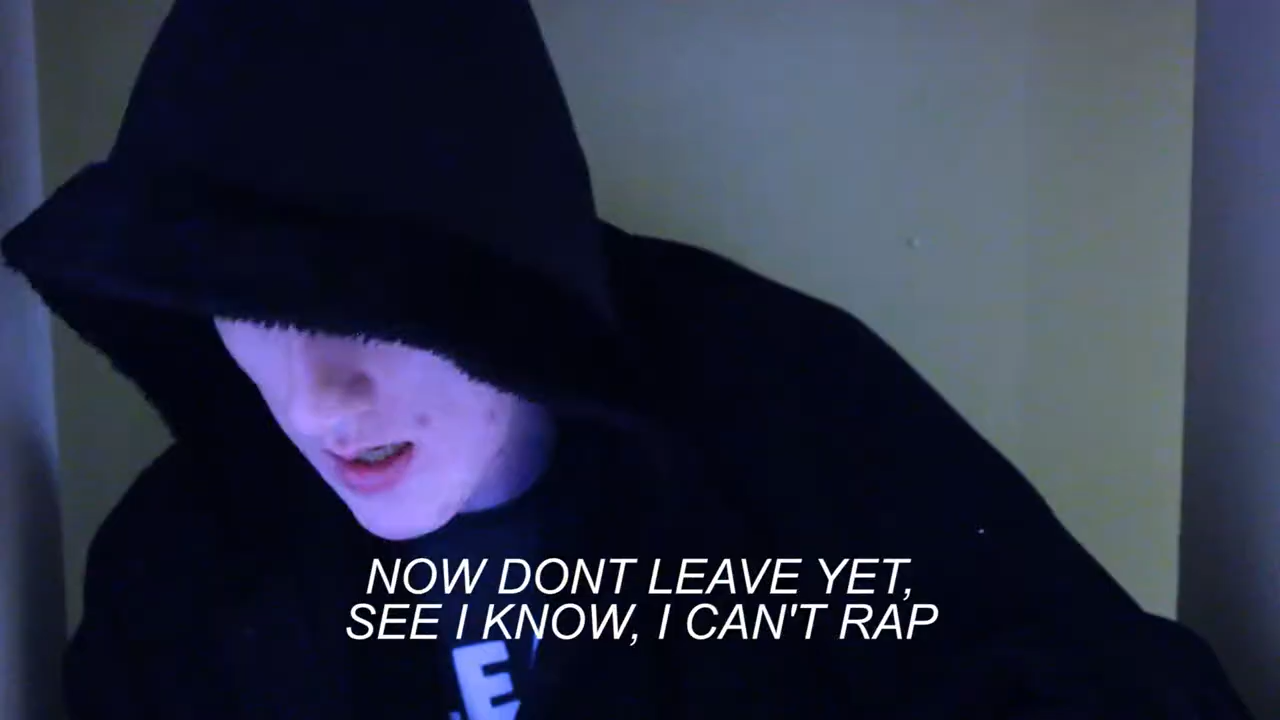 NOW DONT LEAVE YET,
SEE I KNOW, I CAN'T RAP
E